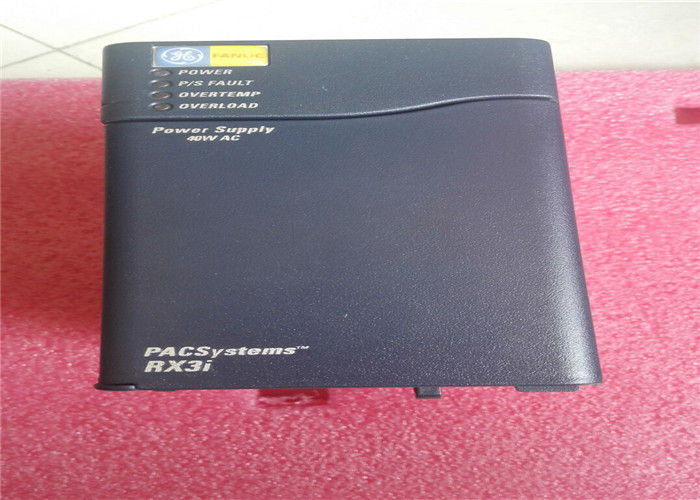 GE FANUC
POWER
P/S FAULT
OVERTEMP
OVERLOAD
Power Supply
40W AC
PACSystems™
RX3i